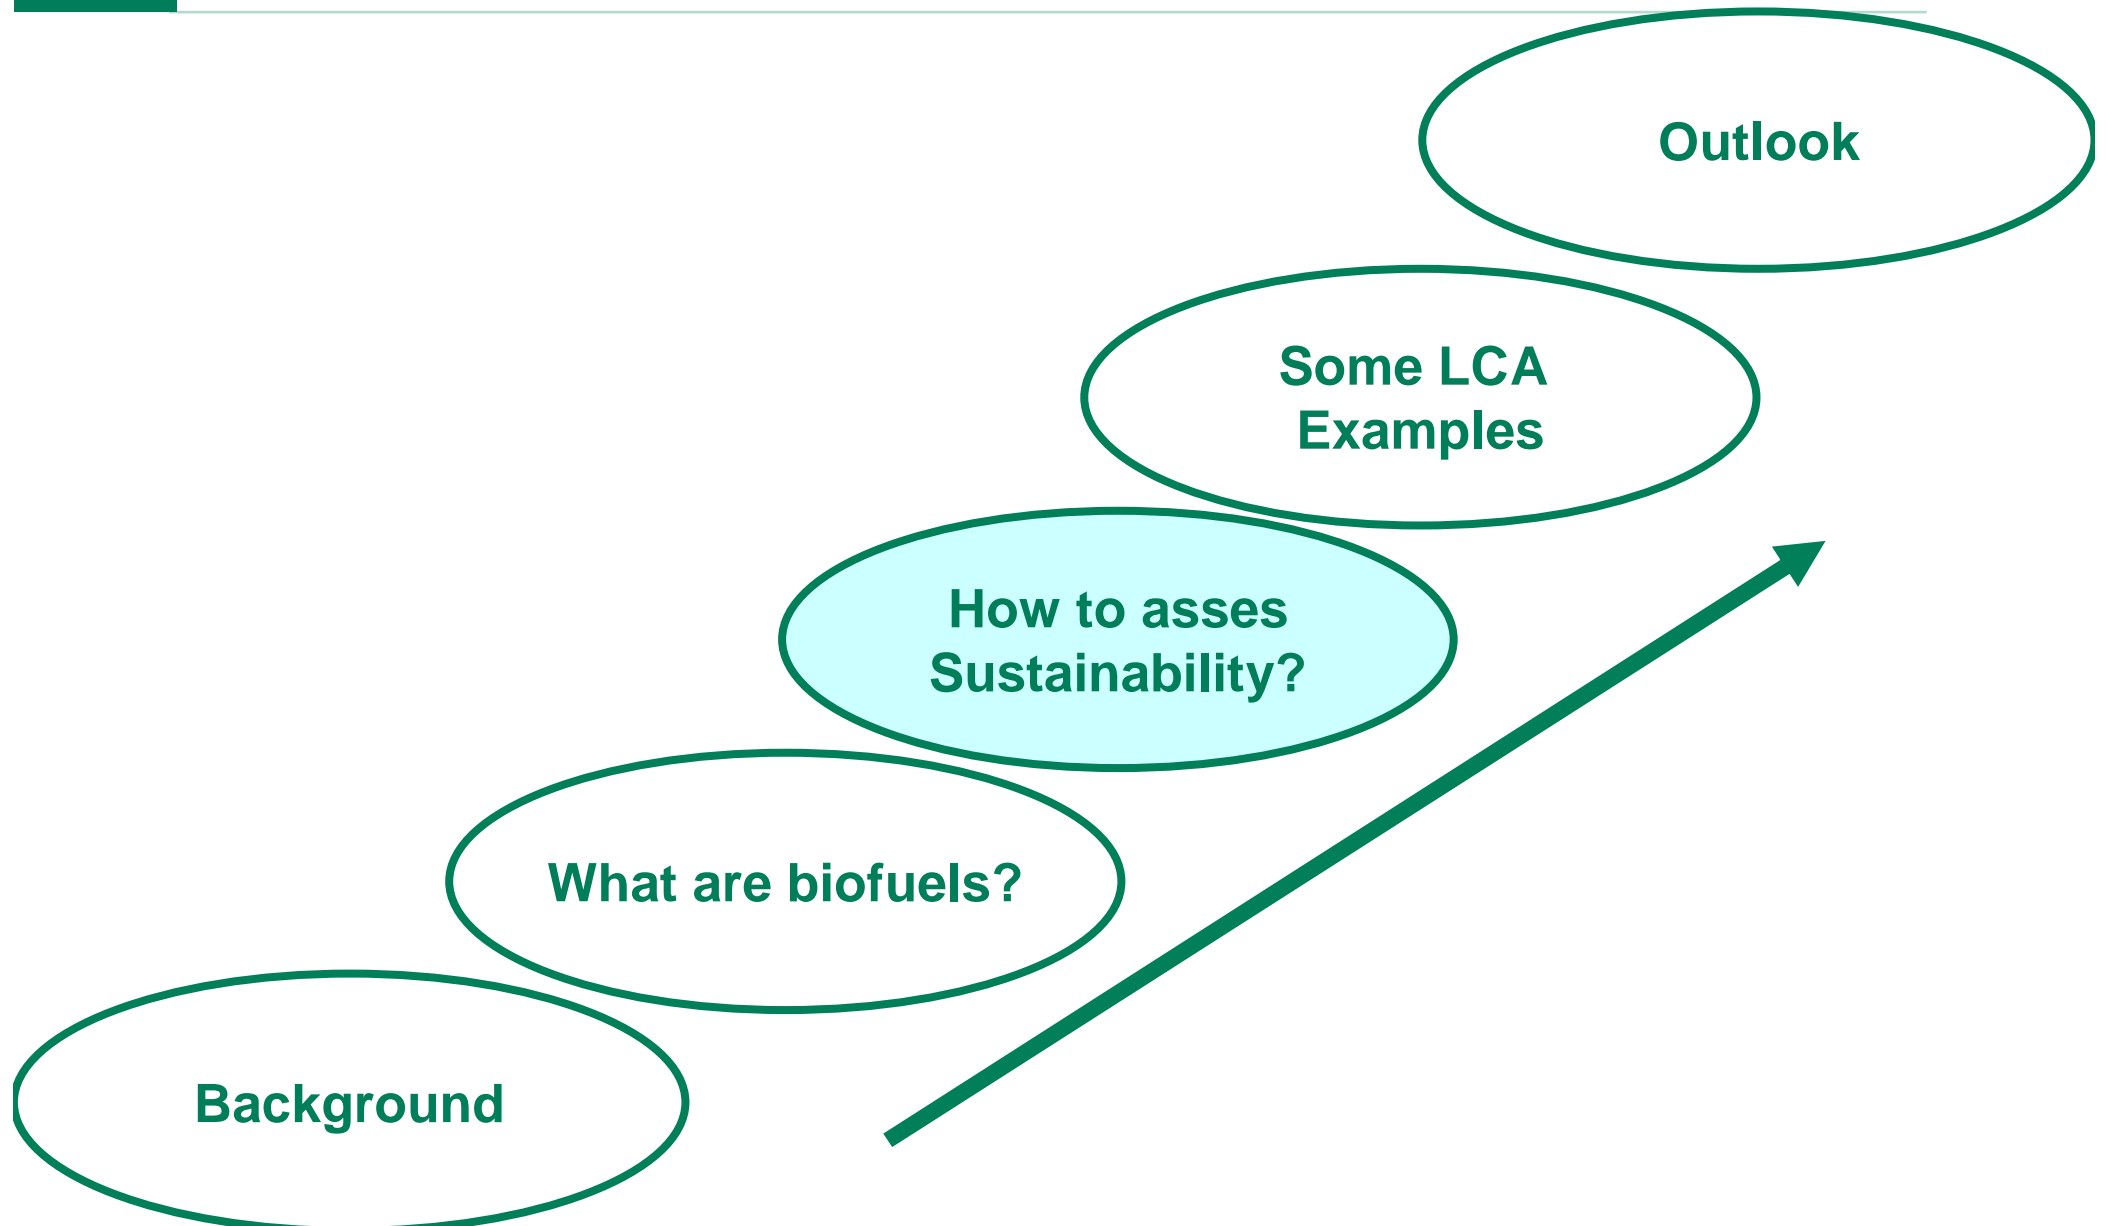 Outlook
Some LCA
Examples
How to asses
Sustainability?
What are biofuels?
Background